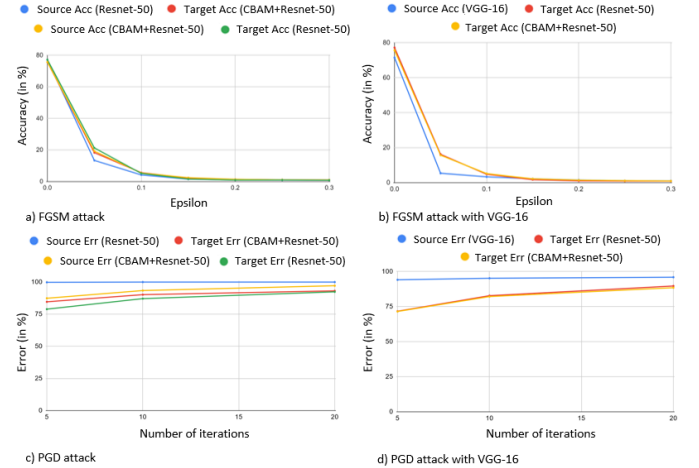 Source Acc (Resnet-50) Target Acc (CBAM+Resnet-50)
Source Acc (CBAM+Resnet-50) Target Acc (Resnet-50)
Accuracy (in %)
80
60
40
20
0
0.0 0.1 0.2 0.3
Epsilon
a) FGSM attack
Source Acc (VGG-16) Target Acc (Resnet-50)
Target Acc (CBAM+Resnet-50)
Accuracy (in %)
80
60
40
20
0
0.0 0.1 0.2 0.3
Epsilon
b) FGSM attack with VGG-16
Source Err (Resnet-50) Target Err (CBAM+Resnet-50)
Source Err (CBAM+Resnet-50) Target Acc (Resnet-50)
Error (in %)
100
75
50
25
0
5 10 15 20
Number of iterations
c) PGD attack
Source Err (VGG-16) Target Err (Resnet-50)
Target Err (CBAM+Resnet-50)
Error (in %)
100
75
50
25
0
5 10 15 20
Number of iterations
d) PGD attack with VGG-16